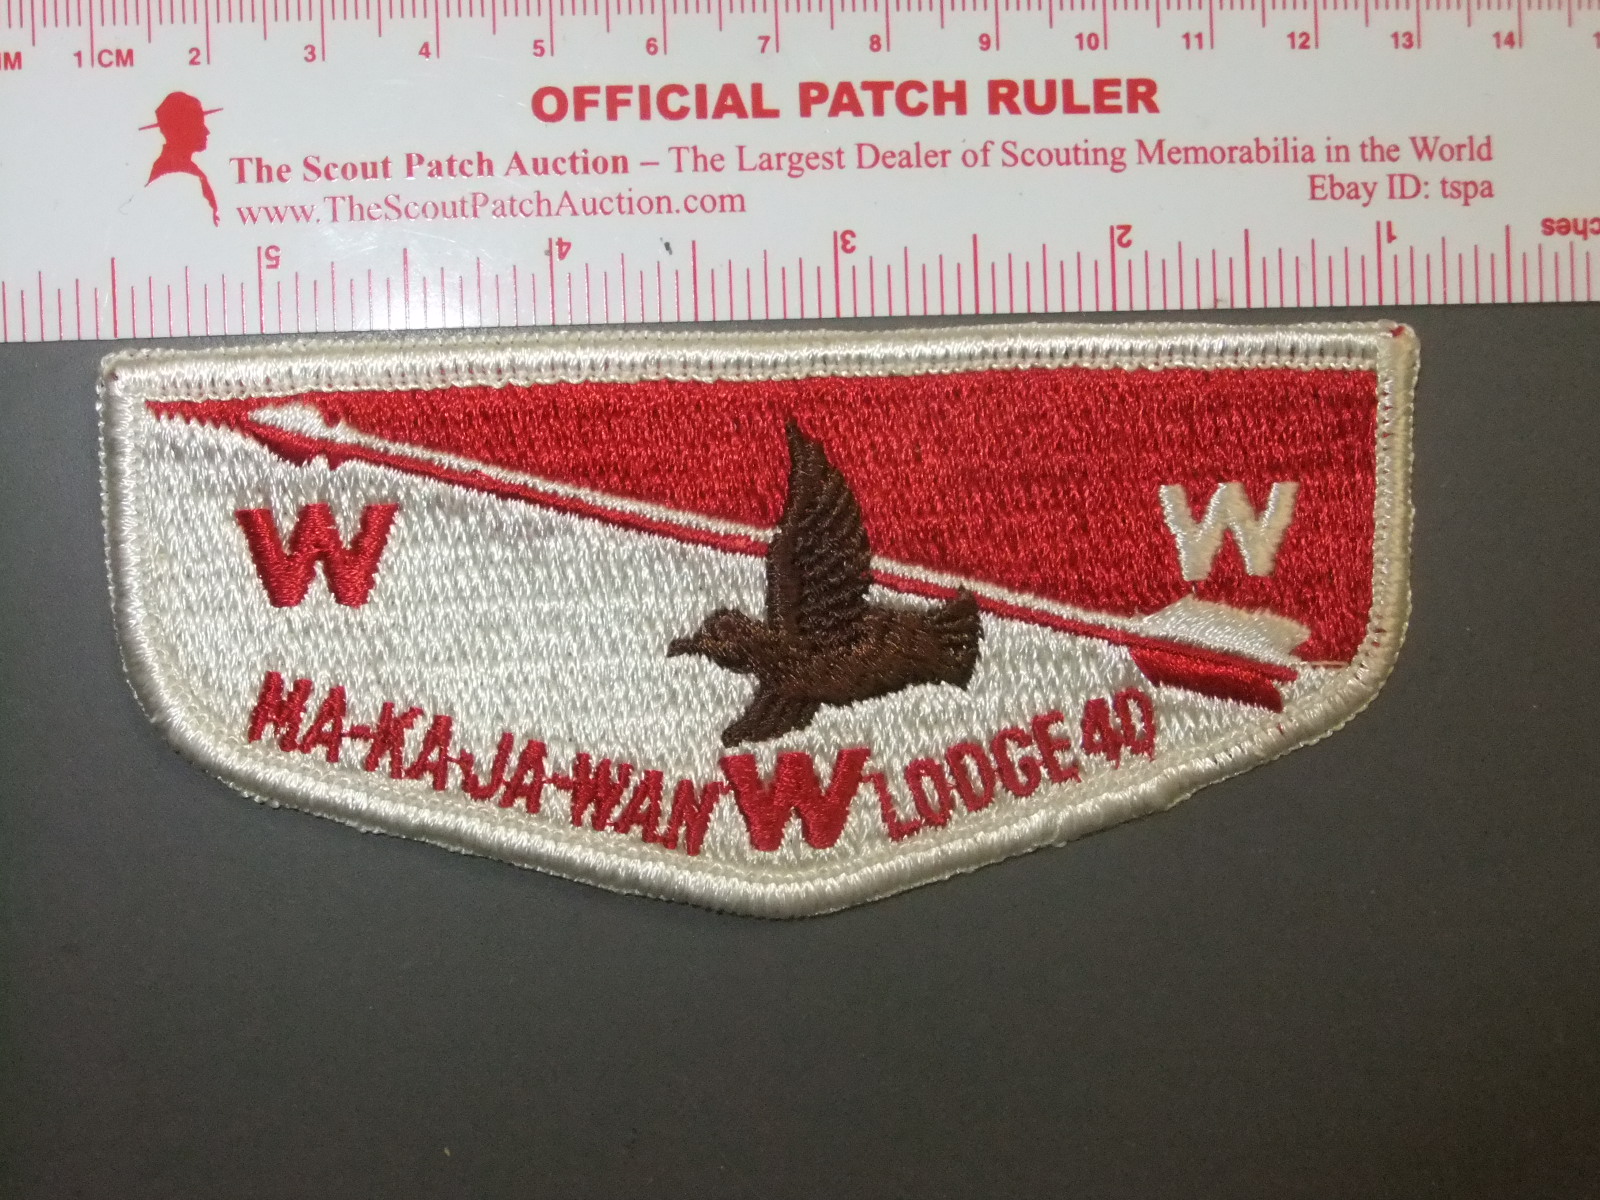 MM 1 CM 2 3 4 5 6 7 8 9 10 11 12 13 14
OFFICIAL PATCH RULER
The Scout Patch Auction – The Largest Dealer of Scouting Memorabilia in the World
www.TheScoutPatchAuction.com
Ebay ID: tspa
5 4 3 2 1 ches
W W
MA-KA-JA-WAN W LODGE 40